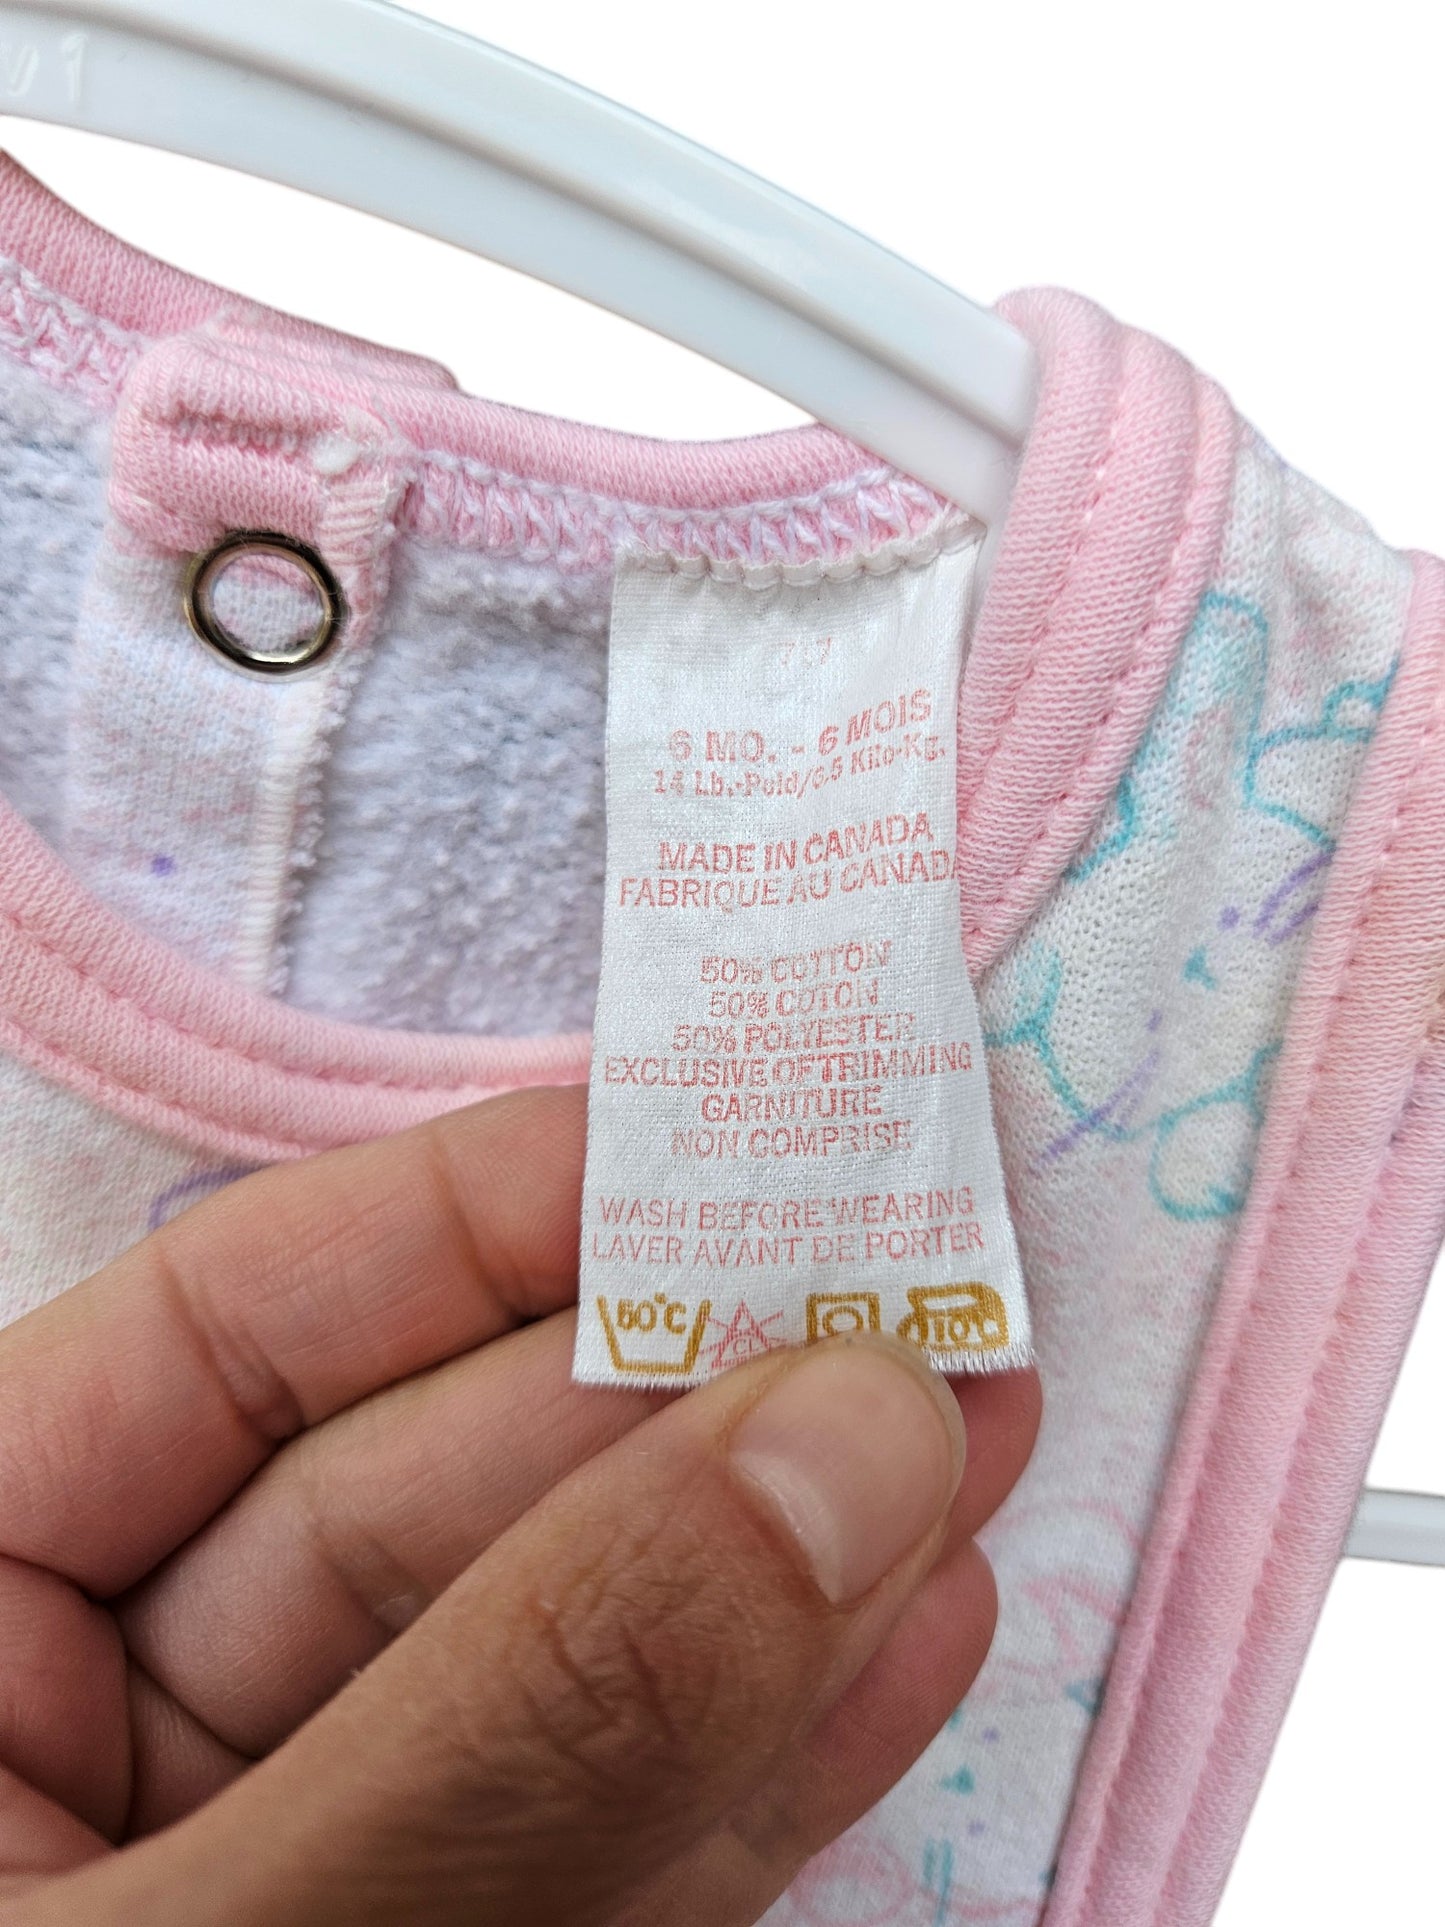 6 MO. - 6 MOIS
14 Lb.-Poid/6.5 Kilo-Kg.
MADE IN CANADA
FABRIQUE AU CANADA
50% COTTON
50% COTON
50% POLYESTER
EXCLUSIVE OF TRIMMING
GARNITURE
NON COMPRISE
WASH BEFORE WEARING
LAVER AVANT DE PORTER
CL
110°C